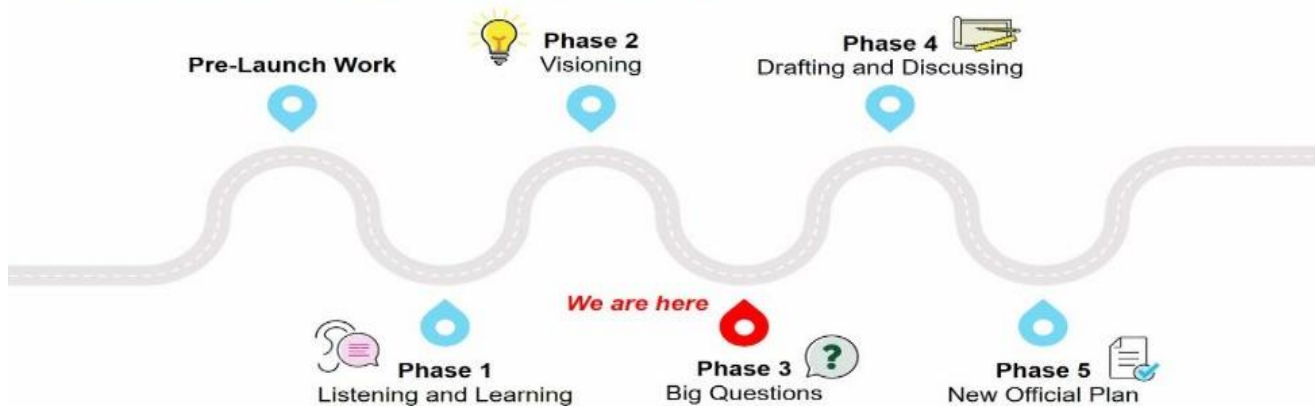 Pre-Launch Work
Phase 1
Listening and Learning
Phase 2
Visioning
We are here
Phase 3
Big Questions
?
Phase 4
Drafting and Discussing
Phase 5
New Official Plan